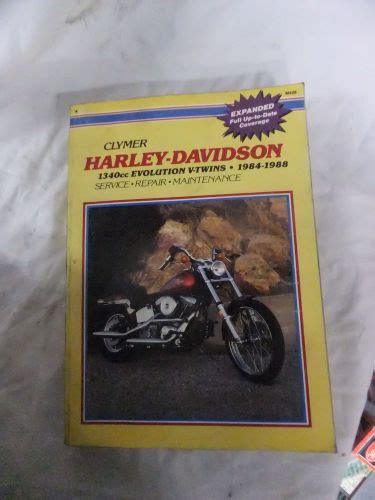 EXPANDED
Full Up-to-Date
Coverage
CLYMER
HARLEY-DAVIDSON
1340cc EVOLUTION V-TWINS • 1984-1988
SERVICE • REPAIR • MAINTENANCE